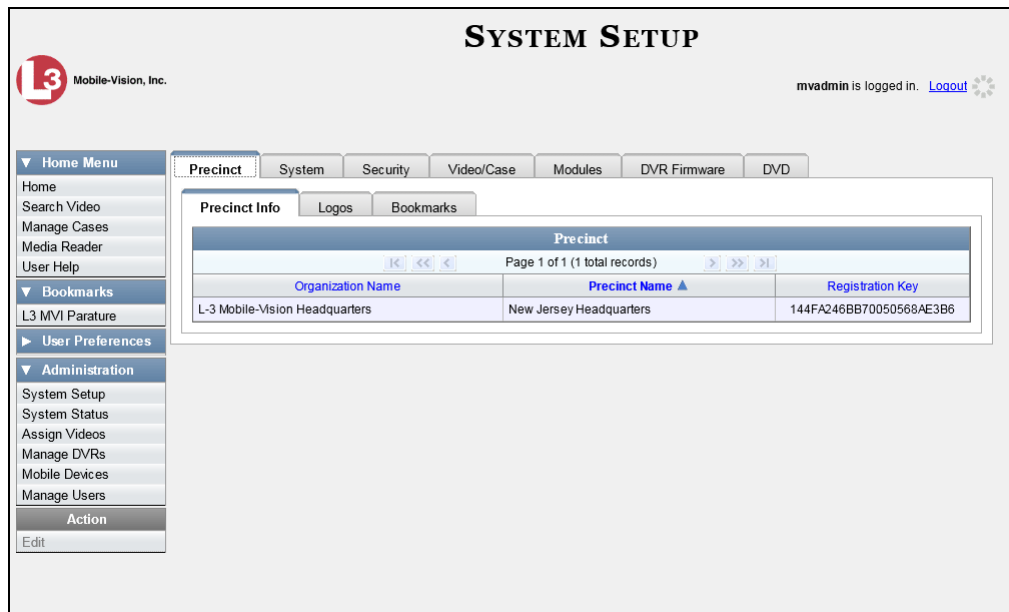 SYSTEM SETUP
L3 Mobile-Vision, Inc.
mvadmin is logged in. Logout
▼ Home Menu
Home
Search Video
Manage Cases
Media Reader
User Help
▼ Bookmarks
L3 MVI Parature
▶ User Preferences
▼ Administration
System Setup
System Status
Assign Videos
Manage DVRs
Mobile Devices
Manage Users
Action
Edit
Precinct System Security Video/Case Modules DVR Firmware DVD
Precinct Info Logos Bookmarks
Precinct
|< << < Page 1 of 1 (1 total records) > >> >|
Organization Name Precinct Name ▲ Registration Key
L-3 Mobile-Vision Headquarters New Jersey Headquarters 144FA246BB70050568AE3B6